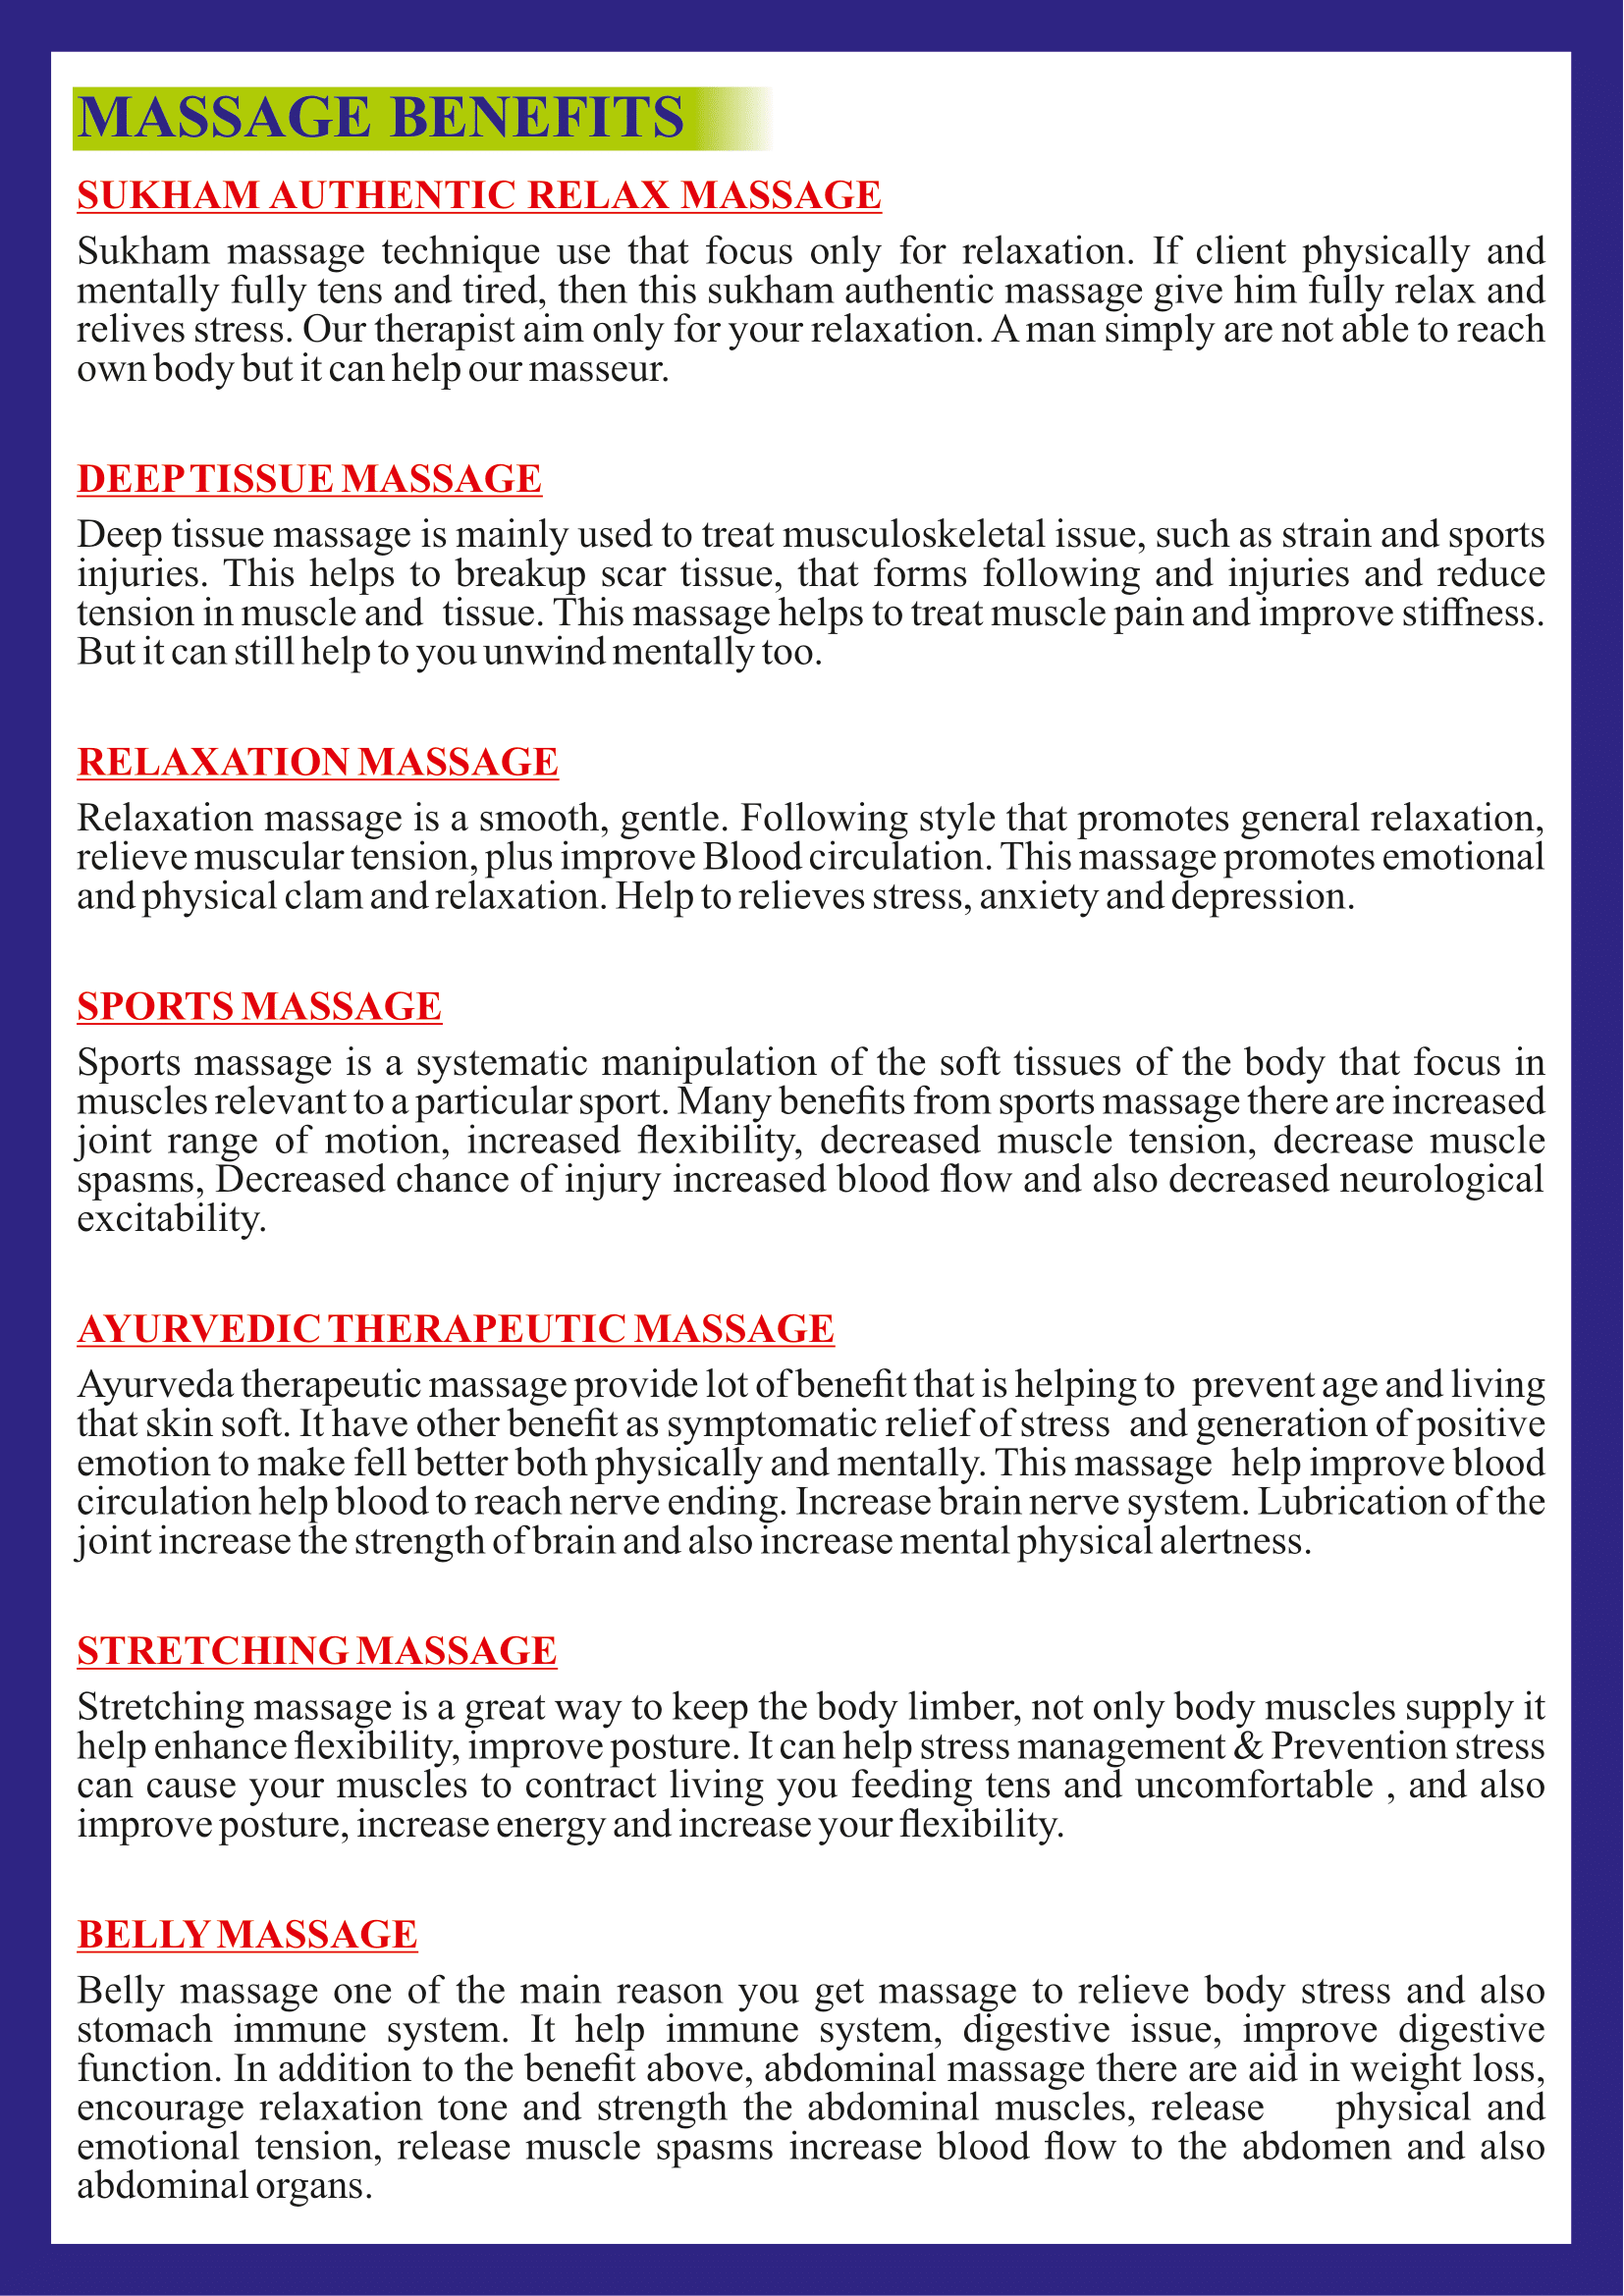 MASSAGE BENEFITS
SUKHAM AUTHENTIC RELAX MASSAGE
Sukham massage technique use that focus only for relaxation. If client physically and
mentally fully tens and tired, then this sukham authentic massage give him fully relax and
relives stress. Our therapist aim only for your relaxation. A man simply are not able to reach
own body but it can help our masseur.
DEEP TISSUE MASSAGE
Deep tissue massage is mainly used to treat musculoskeletal issue, such as strain and sports
injuries. This helps to breakup scar tissue, that forms following and injuries and reduce
tension in muscle and tissue. This massage helps to treat muscle pain and improve stiffness.
But it can still help to you unwind mentally too.
RELAXATION MASSAGE
Relaxation massage is a smooth, gentle. Following style that promotes general relaxation,
relieve muscular tension, plus improve Blood circulation. This massage promotes emotional
and physical clam and relaxation. Help to relieves stress, anxiety and depression.
SPORTS MASSAGE
Sports massage is a systematic manipulation of the soft tissues of the body that focus in
muscles relevant to a particular sport. Many benefits from sports massage there are increased
joint range of motion, increased flexibility, decreased muscle tension, decrease muscle
spasms, Decreased chance of injury increased blood flow and also decreased neurological
excitability.
AYURVEDIC THERAPEUTIC MASSAGE
Ayurveda therapeutic massage provide lot of benefit that is helping to prevent age and living
that skin soft. It have other benefit as symptomatic relief of stress and generation of positive
emotion to make fell better both physically and mentally. This massage help improve blood
circulation help blood to reach nerve ending. Increase brain nerve system. Lubrication of the
joint increase the strength of brain and also increase mental physical alertness.
STRETCHING MASSAGE
Stretching massage is a great way to keep the body limber, not only body muscles supply it
help enhance flexibility, improve posture. It can help stress management & Prevention stress
can cause your muscles to contract living you feeding tens and uncomfortable , and also
improve posture, increase energy and increase your flexibility.
BELLY MASSAGE
Belly massage one of the main reason you get massage to relieve body stress and also
stomach immune system. It help immune system, digestive issue, improve digestive
function. In addition to the benefit above, abdominal massage there are aid in weight loss,
encourage relaxation tone and strength the abdominal muscles, release physical and
emotional tension, release muscle spasms increase blood flow to the abdomen and also
abdominal organs.